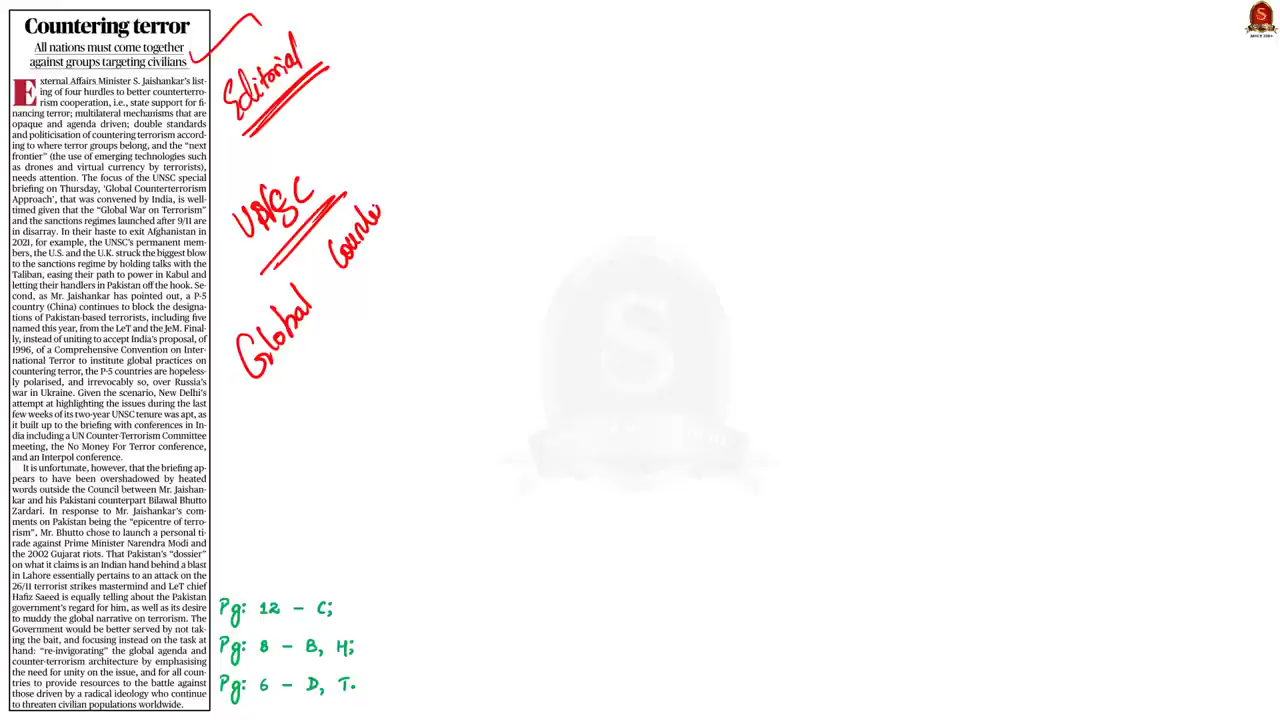 Countering terror
All nations must come together
against groups targeting civilians
External Affairs Minister S. Jaishankar's list-
ing of four hurdles to better counterterro-
rism cooperation, i.e., state support for fi-
nancing terror; multilateral mechanisms that are
opaque and agenda driven; double standards
and politicisation of countering terrorism accord-
ing to where terror groups belong, and the "next
frontier" (the use of emerging technologies such
as drones and virtual currency by terrorists),
needs attention. The focus of the UNSC special
briefing on Thursday, 'Global Counterterrorism
Approach', that was convened by India, is well-
timed given that the "Global War on Terrorism"
and the sanctions regimes launched after 9/11 are
in disarray. In their haste to exit Afghanistan in
2021, for example, the UNSC's permanent mem-
bers, the U.S. and the U.K. struck the biggest blow
to the sanctions regime by holding talks with the
Taliban, easing their path to power in Kabul and
letting their handlers in Pakistan off the hook. Se-
cond, as Mr. Jaishankar has pointed out, a P-5
country (China) continues to block the designa-
tions of Pakistan-based terrorists, including five
named this year, from the LeT and the JeM. Final-
ly, instead of uniting to accept India's proposal, of
1996, of a Comprehensive Convention on Inter-
national Terror to institute global practices on
countering terror, the P-5 countries are hopeless-
ly polarised, and irrevocably so, over Russia's
war in Ukraine. Given the scenario, New Delhi's
attempt at highlighting the issues during the last
few weeks of its two-year UNSC tenure was apt, as
it built up to the briefing with conferences in In-
dia including a UN Counter-Terrorism Committee
meeting, the No Money For Terror conference,
and an Interpol conference.
It is unfortunate, however, that the briefing ap-
pears to have been overshadowed by heated
words outside the Council between Mr. Jaishan-
kar and his Pakistani counterpart Bilawal Bhutto
Zardari. In response to Mr. Jaishankar's com-
ments on Pakistan being the "epicentre of terro-
rism", Mr. Bhutto chose to launch a personal ti-
rade against Prime Minister Narendra Modi and
the 2002 Gujarat riots. That Pakistan's "dossier"
on what it claims is an Indian hand behind a blast
in Lahore essentially pertains to an attack on the
26/11 terrorist strikes mastermind and LeT chief
Hafiz Saeed is equally telling about the Pakistan
government's regard for him, as well as its desire
to muddy the global narrative on terrorism. The
Government would be better served by not tak-
ing the bait, and focusing instead on the task at
hand: "re-invigorating" the global agenda and
counter-terrorism architecture by emphasising
the need for unity on the issue, and for all coun-
tries to provide resources to the battle against
those driven by a radical ideology who continue
to threaten civilian populations worldwide.
Editorial
UNSC
Global Counte
Pg: 12 - C;
Pg: 8 - B, H;
Pg: 6 - D, T.
S
SINCE 2004
S